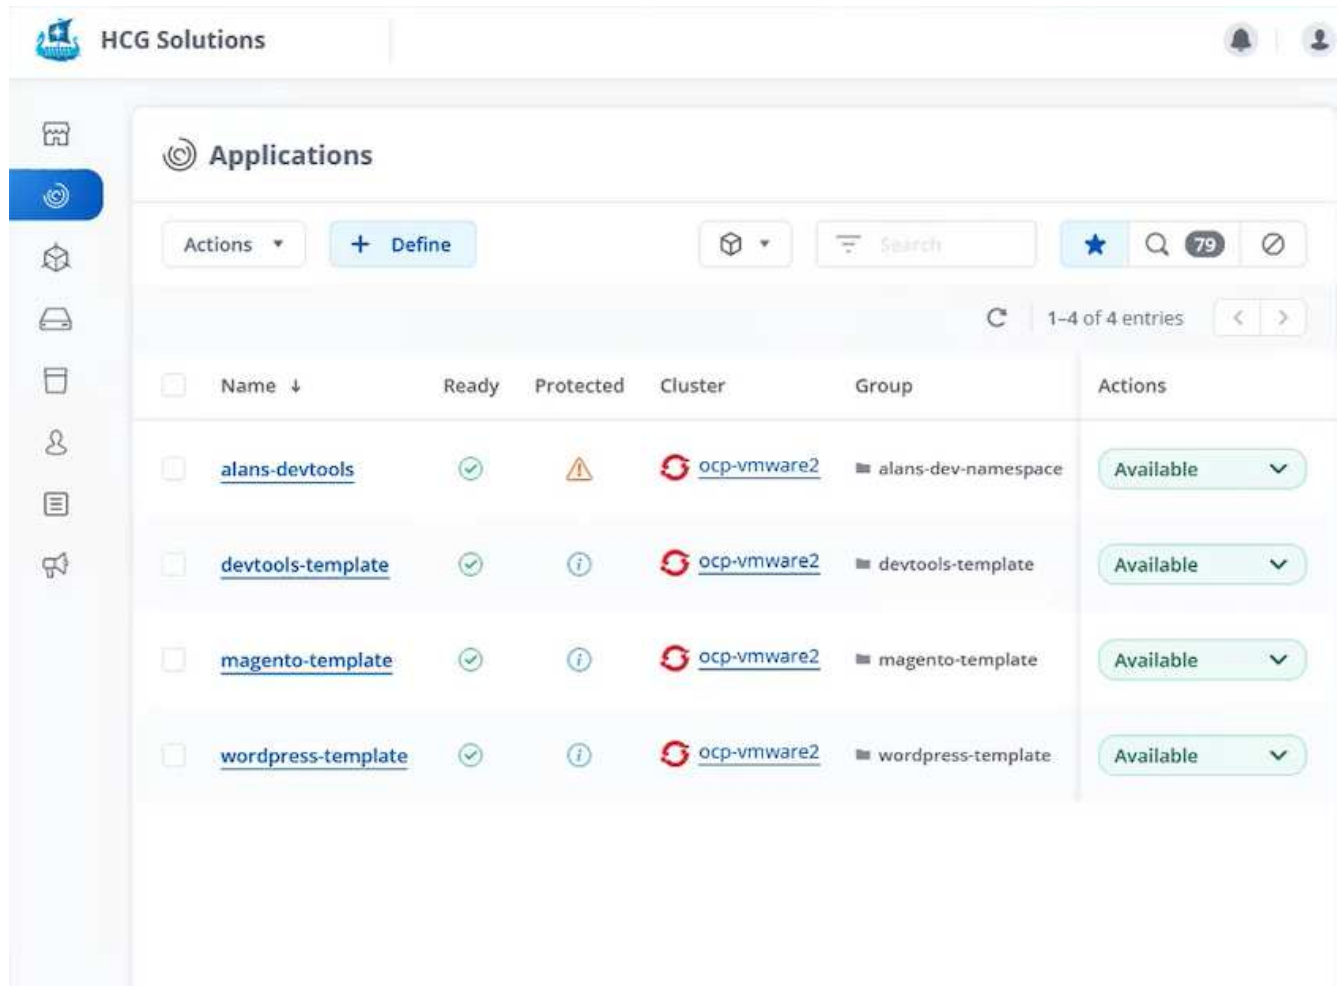 HCG Solutions
Applications
Actions + Define Search 79
1–4 of 4 entries
Name ↓ Ready Protected Cluster Group Actions
alans-devtools ocp-vmware2 alans-dev-namespace Available
devtools-template ocp-vmware2 devtools-template Available
magento-template ocp-vmware2 magento-template Available
wordpress-template ocp-vmware2 wordpress-template Available